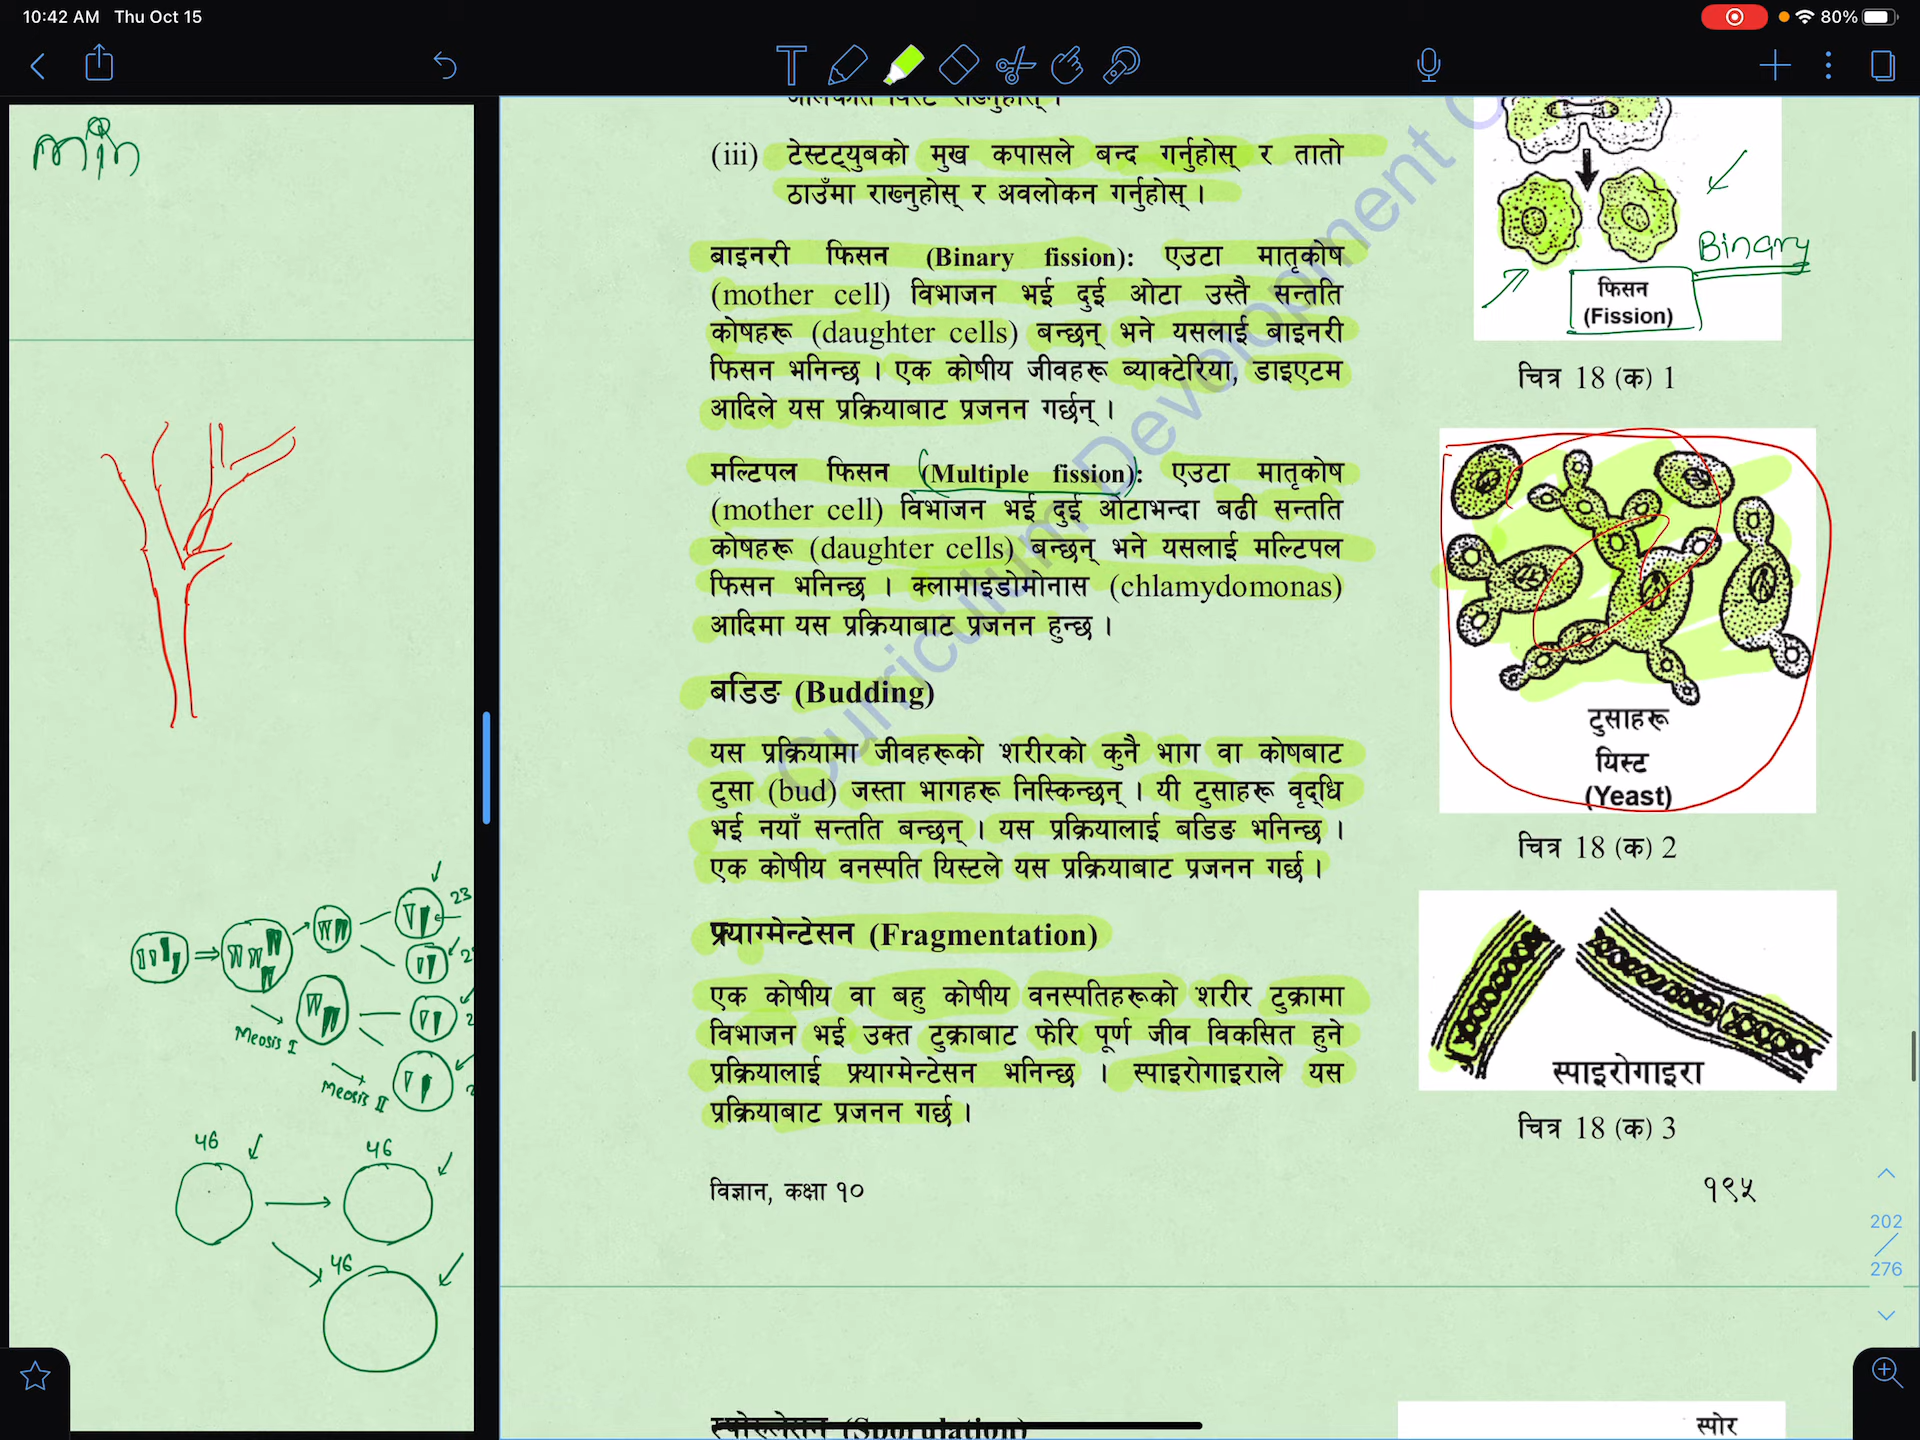 10:42 AM Thu Oct 15
80%
min
(iii) टेस्टट्युबको मुख कपासले बन्द गर्नुहोस् र तातो
ठाउँमा राख्नुहोस् र अवलोकन गर्नुहोस् ।
बाइनरी फिसन (Binary fission): एउटा मातृकोष
(mother cell) विभाजन भई दुई ओटा उस्तै सन्तति
कोषहरू (daughter cells) बन्छन् भने यसलाई बाइनरी
फिसन भनिन्छ । एक कोषीय जीवहरू ब्याक्टेरिया, डाइएटम
आदिले यस प्रक्रियाबाट प्रजनन गर्छन् ।
मल्टिपल फिसन (Multiple fission): एउटा मातृकोष
(mother cell) विभाजन भई दुई ओटाभन्दा बढी सन्तति
कोषहरू (daughter cells) बन्छन् भने यसलाई मल्टिपल
फिसन भनिन्छ । क्लामाइडोमोनास (chlamydomonas)
आदिमा यस प्रक्रियाबाट प्रजनन हुन्छ ।
बडिङ (Budding)
यस प्रक्रियामा जीवहरूको शरीरको कुनै भाग वा कोषबाट
टुसा (bud) जस्ता भागहरू निस्किन्छन् । यी टुसाहरू वृद्धि
भई नयाँ सन्तति बन्छन् । यस प्रक्रियालाई बडिङ भनिन्छ ।
एक कोषीय वनस्पति यिस्टले यस प्रक्रियाबाट प्रजनन गर्छ ।
फ्र्याग्मेन्टेसन (Fragmentation)
एक कोषीय वा बहु कोषीय वनस्पतिहरूको शरीर टुक्रामा
विभाजन भई उक्त टुक्राबाट फेरि पूर्ण जीव विकसित हुने
प्रक्रियालाई फ्र्याग्मेन्टेसन भनिन्छ । स्पाइरोगाइराले यस
प्रक्रियाबाट प्रजनन गर्छ ।
विज्ञान, कक्षा १०
१९५
Binary
फिसन
(Fission)
चित्र 18 (क) 1
टुसाहरू
यिस्ट
(Yeast)
चित्र 18 (क) 2
स्पाइरोगाइरा
चित्र 18 (क) 3
Curriculum Development
23
Meosis I
Meosis II
46
46
46
202
276
(Sporulation)
स्पोर